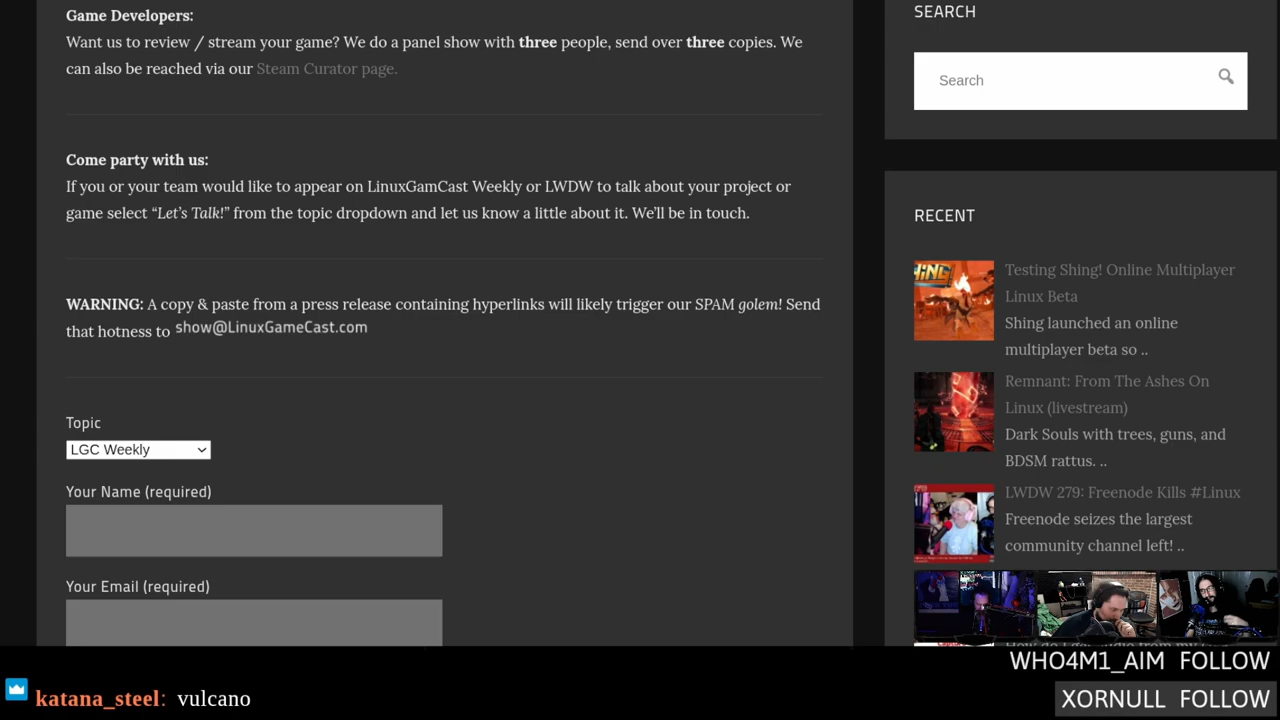 Game Developers:
Want us to review / stream your game? We do a panel show with three people, send over three copies. We
can also be reached via our Steam Curator page.
Come party with us:
If you or your team would like to appear on LinuxGamCast Weekly or LWDW to talk about your project or
game select “Let’s Talk!” from the topic dropdown and let us know a little about it. We’ll be in touch.
WARNING: A copy & paste from a press release containing hyperlinks will likely trigger our SPAM golem! Send
that hotness to show@LinuxGameCast.com
Topic
LGC Weekly
Your Name (required)
Your Email (required)
SEARCH
Search
RECENT
Testing Shing! Online Multiplayer
Linux Beta
Shing launched an online
multiplayer beta so ..
Remnant: From The Ashes On
Linux (livestream)
Dark Souls with trees, guns, and
BDSM rattus. ..
LWDW 279: Freenode Kills #Linux
Freenode seizes the largest
community channel left! ..
WHO4M1_AIM FOLLOW
XORNULL FOLLOW
katana_steel: vulcano